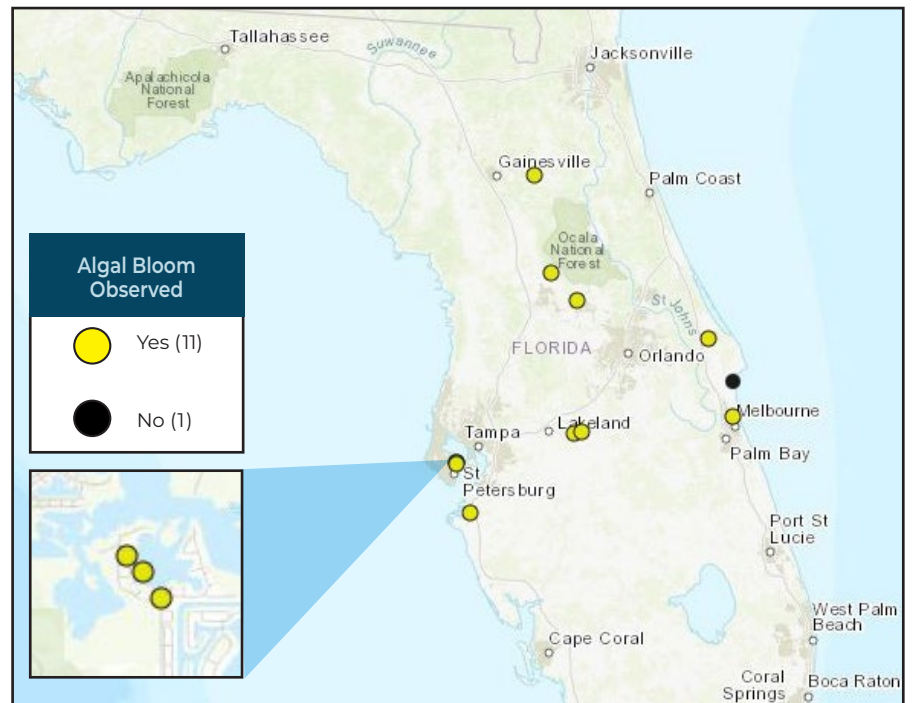 Tallahassee
Suwannee
Jacksonville
Apalachicola
National
Forest
Gainesville
Palm Coast
Ocala
National
Forest
Algal Bloom
Observed
Yes (11)
No (1)
St Johns
FLORIDA
Orlando
Melbourne
Lakeland
Tampa
Palm Bay
St
Petersburg
Port St
Lucie
West Palm
Beach
Cape Coral
Coral
Springs
Boca Raton